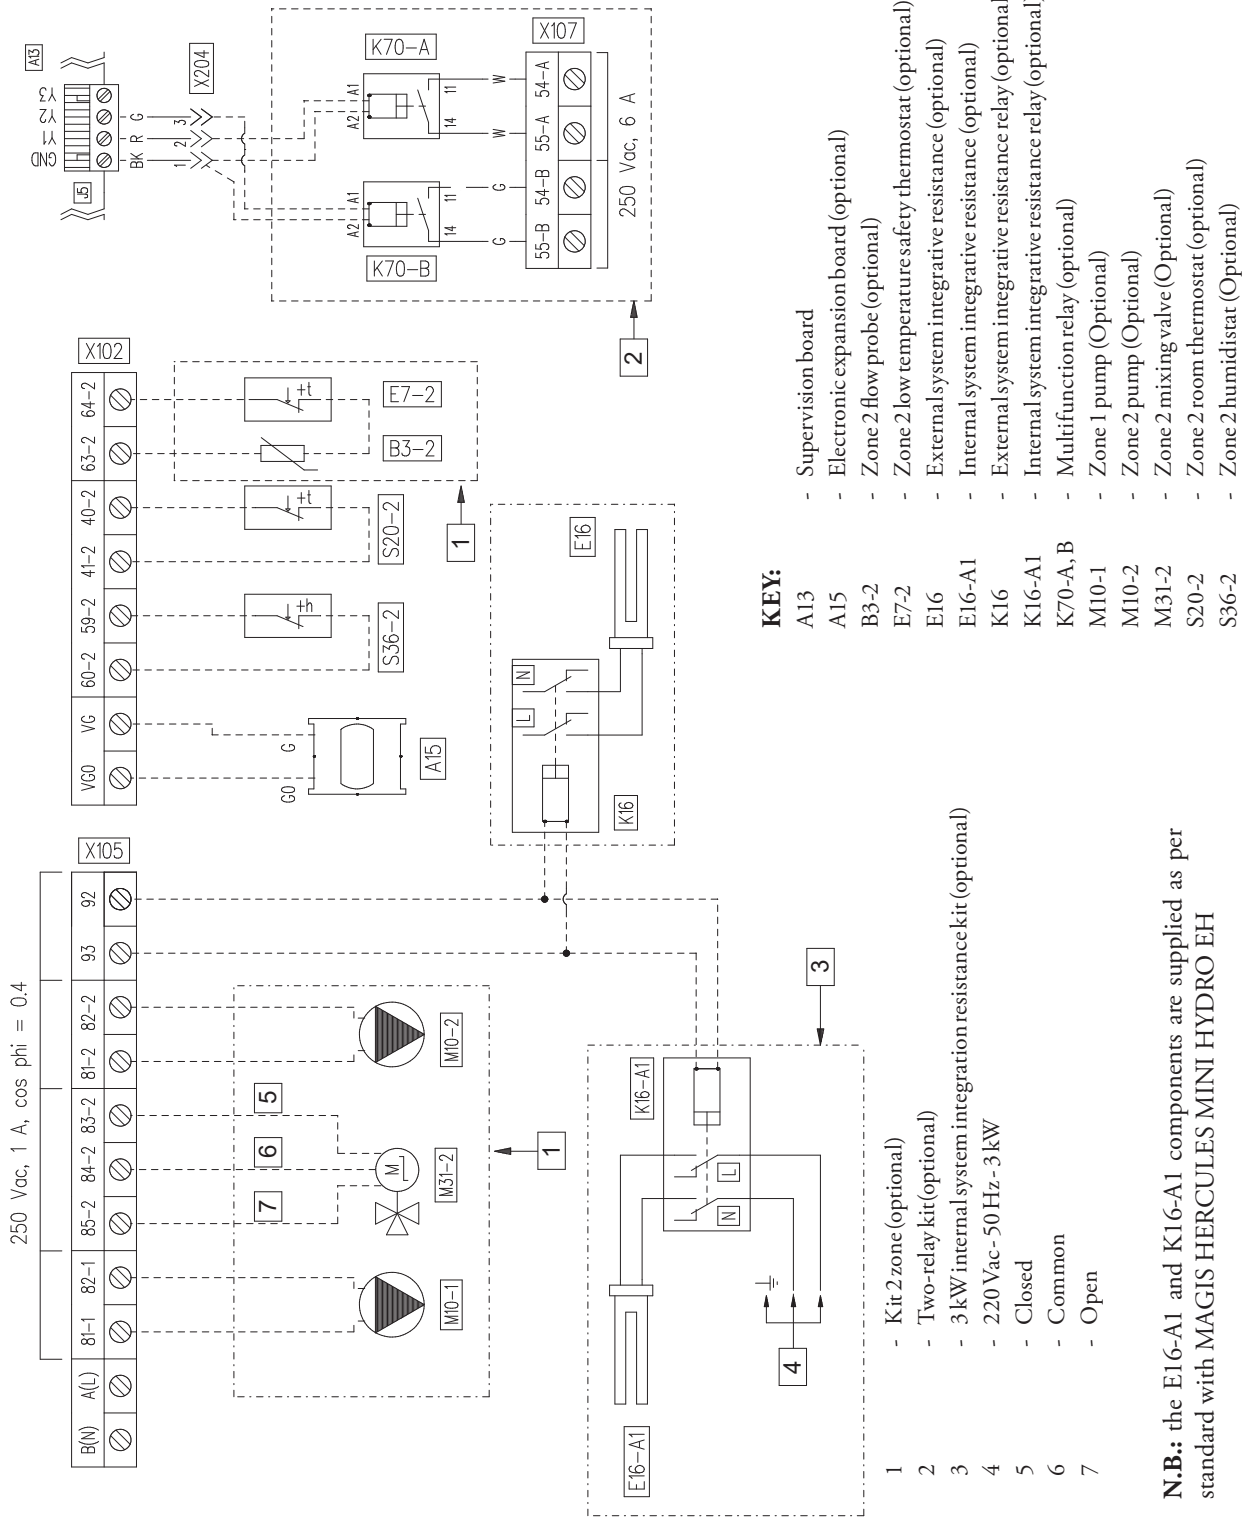 250 Vac, 1 A, cos phi = 0.4
B(N) A(L) 81-1 82-1 85-2 84-2 83-2 81-2 82-2 93 92
X105
VG0 VG 60-2 59-2 41-2 40-2 63-2 64-2
X102
J5
GND Y1 Y2 Y3
A13
BK R G
1 2 3
X204
7 6 5
M10-1
M31-2
M10-2
1
G0 G
A15
S36-2
+h
S20-2
+t
B3-2
E7-2
+t
1
K70-B
A2 A1
14 11
K70-A
A2 A1
14 11
G G W W
55-B 54-B 55-A 54-A
X107
250 Vac, 6 A
2
K16
L N
E16
E16-A1
K16-A1
N L
4
3
1 - Kit 2 zone (optional)
2 - Two-relay kit (optional)
3 - 3 kW internal system integration resistance kit (optional)
4 - 220 Vac - 50 Hz - 3 kW
5 - Closed
6 - Common
7 - Open
KEY:
A13 - Supervision board
A15 - Electronic expansion board (optional)
B3-2 - Zone 2 flow probe (optional)
E7-2 - Zone 2 low temperature safety thermostat (optional)
E16 - External system integrative resistance (optional)
E16-A1 - Internal system integrative resistance (optional)
K16 - External system integrative resistance relay (optional)
K16-A1 - Internal system integrative resistance relay (optional)
K70-A, B - Multifunction relay (optional)
M10-1 - Zone 1 pump (Optional)
M10-2 - Zone 2 pump (Optional)
M31-2 - Zone 2 mixing valve (Optional)
S20-2 - Zone 2 room thermostat (optional)
S36-2 - Zone 2 humidistat (Optional)
N.B.: the E16-A1 and K16-A1 components are supplied as per
standard with MAGIS HERCULES MINI HYDRO EH